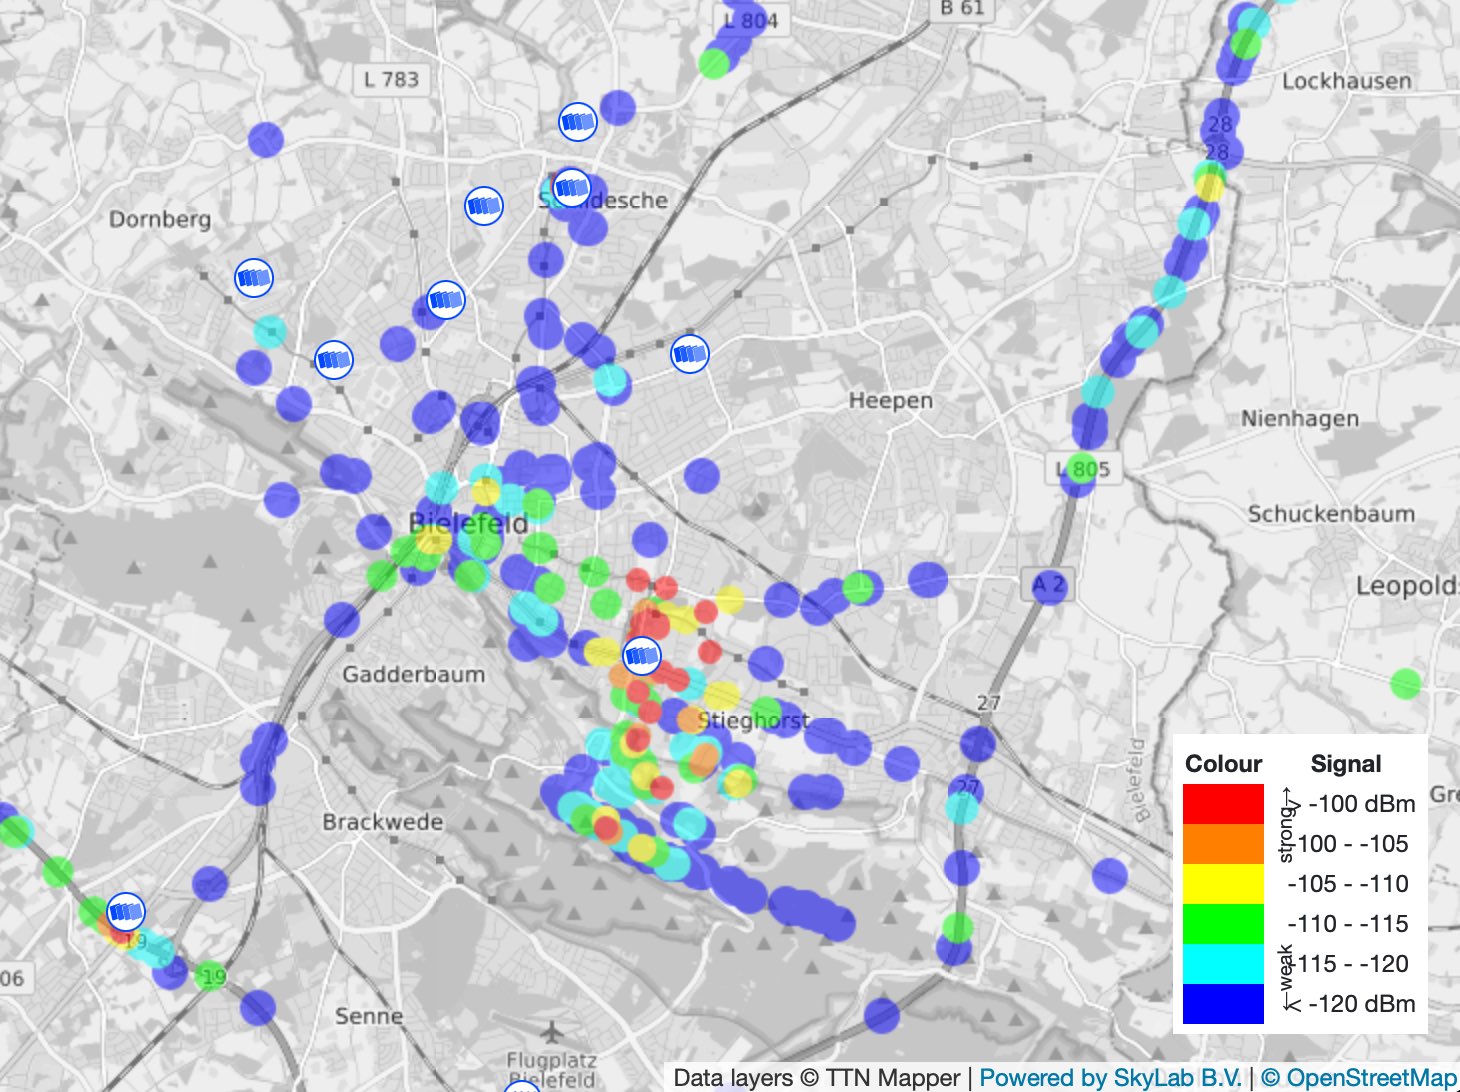 L 804
B 61
L 783
Lockhausen
28
28
Dornberg
Schildesche
Heepen
Nienhagen
L 805
Bielefeld
Schuckenbaum
A 2
Leopold
Gadderbaum
27
Stieghorst
Bielefeld
27
Gre
Brackwede
19
19
06
Senne
Flugplatz
Bielefeld
Colour Signal
> -100 dBm
-100 - -105
-105 - -110
-110 - -115
-115 - -120
< -120 dBm
strong→
←weak
Data layers © TTN Mapper | Powered by SkyLab B.V. | © OpenStreetMap